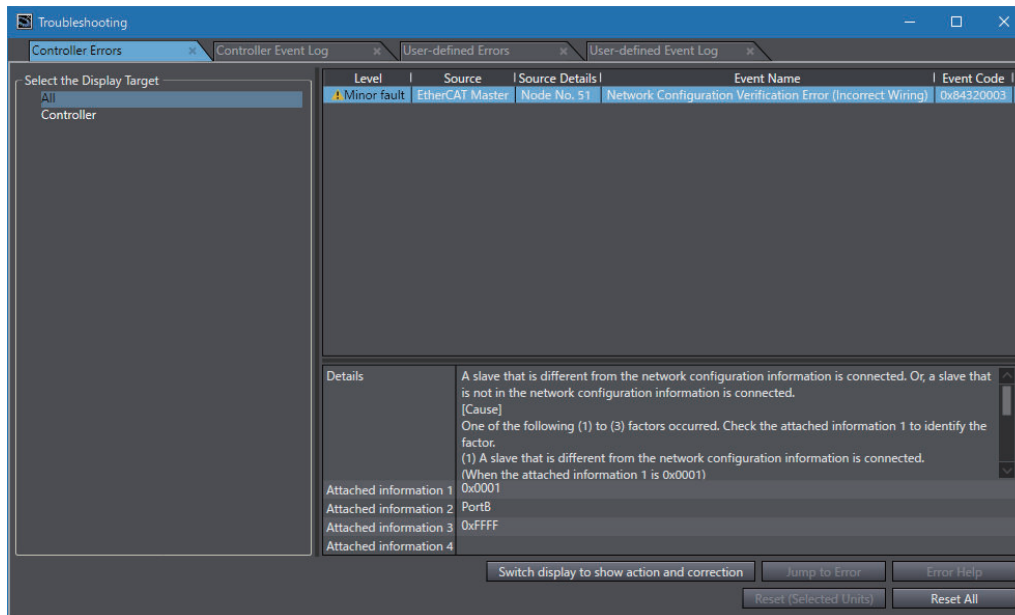 Troubleshooting
Controller Errors
Controller Event Log
User-defined Errors
User-defined Event Log
Select the Display Target
All
Controller
Level Source Source Details Event Name Event Code
Minor fault EtherCAT Master Node No. 51 Network Configuration Verification Error (Incorrect Wiring) 0x84320003
Details
A slave that is different from the network configuration information is connected. Or, a slave that
is not in the network configuration information is connected.
[Cause]
One of the following (1) to (3) factors occurred. Check the attached information 1 to identify the
factor.
(1) A slave that is different from the network configuration information is connected.
(When the attached information 1 is 0x0001)
Attached information 1 0x0001
Attached information 2 PortB
Attached information 3 0xFFFF
Attached information 4
Switch display to show action and correction
Jump to Error
Error Help
Reset (Selected Units)
Reset All